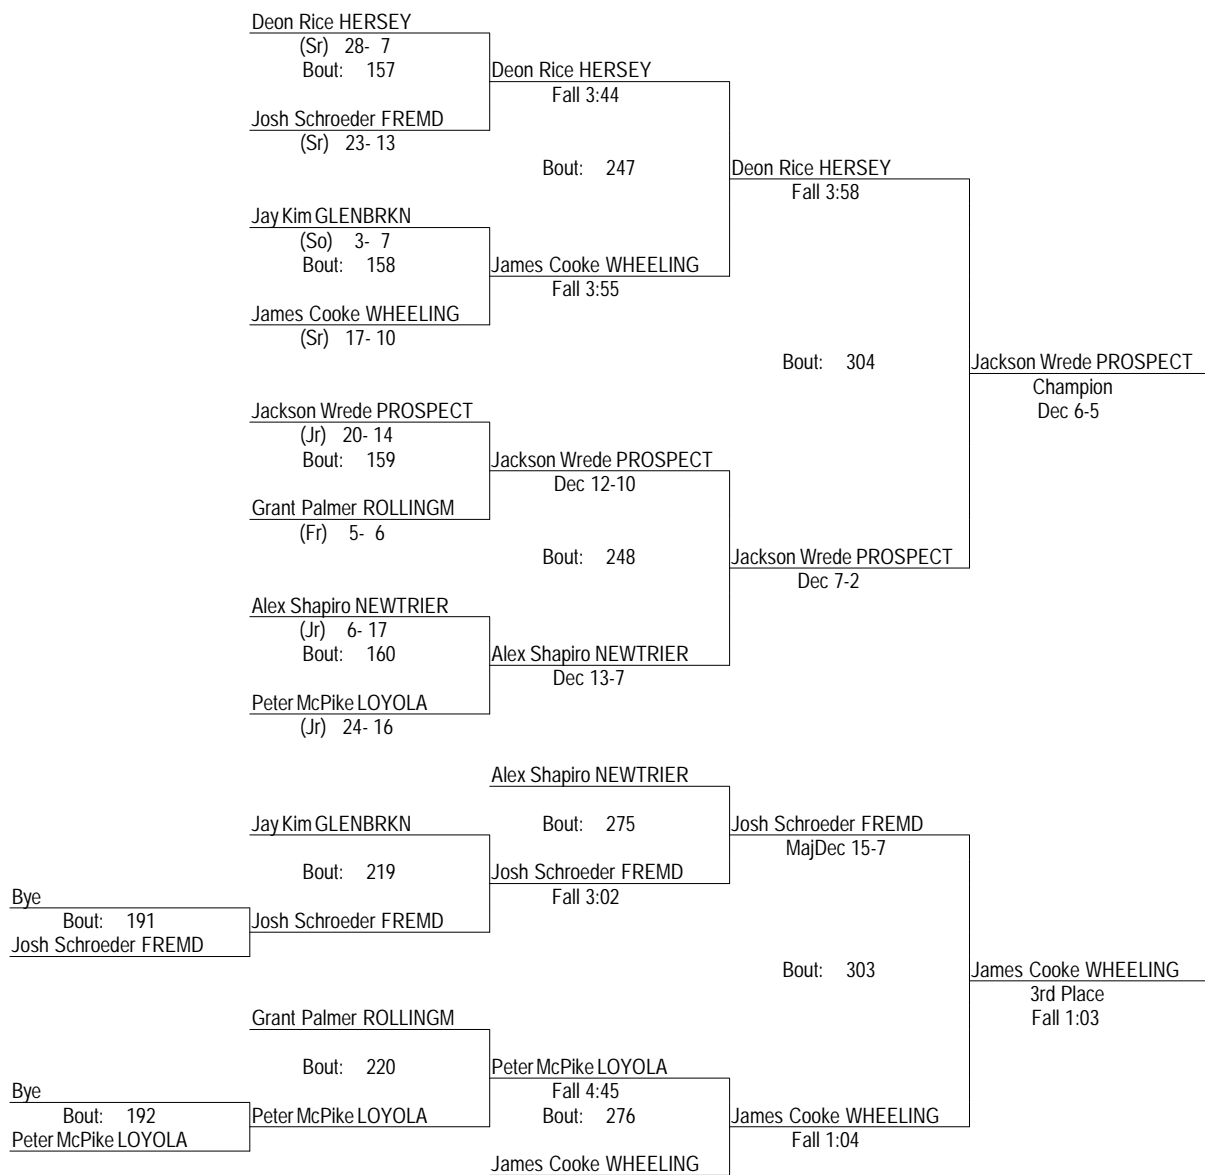 Deon Rice HERSEY
(Sr) 28- 7
Bout: 157
Deon Rice HERSEY
Fall 3:44
Josh Schroeder FREMD
(Sr) 23- 13
Bout: 247
Deon Rice HERSEY
Fall 3:58
Jay Kim GLENBRKN
(So) 3- 7
Bout: 158
James Cooke WHEELING
Fall 3:55
James Cooke WHEELING
(Sr) 17- 10
Bout: 304
Jackson Wrede PROSPECT
Champion
Dec 6-5
Jackson Wrede PROSPECT
(Jr) 20- 14
Bout: 159
Jackson Wrede PROSPECT
Dec 12-10
Grant Palmer ROLLINGM
(Fr) 5- 6
Bout: 248
Jackson Wrede PROSPECT
Dec 7-2
Alex Shapiro NEWTRIER
(Jr) 6- 17
Bout: 160
Alex Shapiro NEWTRIER
Dec 13-7
Peter McPike LOYOLA
(Jr) 24- 16
Alex Shapiro NEWTRIER
Jay Kim GLENBRKN
Bout: 275
Josh Schroeder FREMD
MajDec 15-7
Bout: 219
Josh Schroeder FREMD
Fall 3:02
Bye
Bout: 191
Josh Schroeder FREMD
Josh Schroeder FREMD
Bout: 303
James Cooke WHEELING
3rd Place
Fall 1:03
Grant Palmer ROLLINGM
Bout: 220
Peter McPike LOYOLA
Fall 4:45
Bye
Bout: 192
Peter McPike LOYOLA
Peter McPike LOYOLA
Bout: 276
James Cooke WHEELING
Fall 1:04
James Cooke WHEELING